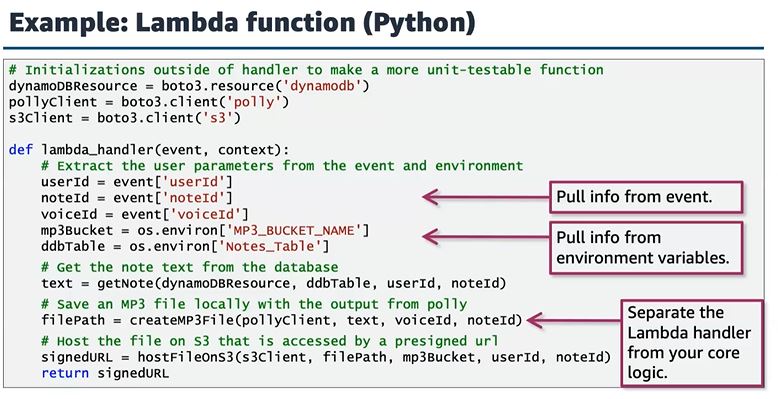 Example: Lambda function (Python)
# Initializations outside of handler to make a more unit-testable function
dynamoDBResource = boto3.resource('dynamodb')
pollyClient = boto3.client('polly')
s3Client = boto3.client('s3')
def lambda_handler(event, context):
# Extract the user parameters from the event and environment
userId = event['userId']
noteId = event['noteId']
voiceId = event['voiceId']
mp3Bucket = os.environ['MP3_BUCKET_NAME']
ddbTable = os.environ['Notes_Table']
Pull info from event.
Pull info from
environment variables.
# Get the note text from the database
text = getNote(dynamoDBResource, ddbTable, userId, noteId)
# Save an MP3 file locally with the output from polly
filePath = createMP3File(pollyClient, text, voiceId, noteId)
# Host the file on S3 that is accessed by a presigned url
signedURL = hostFileOnS3(s3Client, filePath, mp3Bucket, userId, noteId)
return signedURL
Separate the
Lambda handler
from your core
logic.